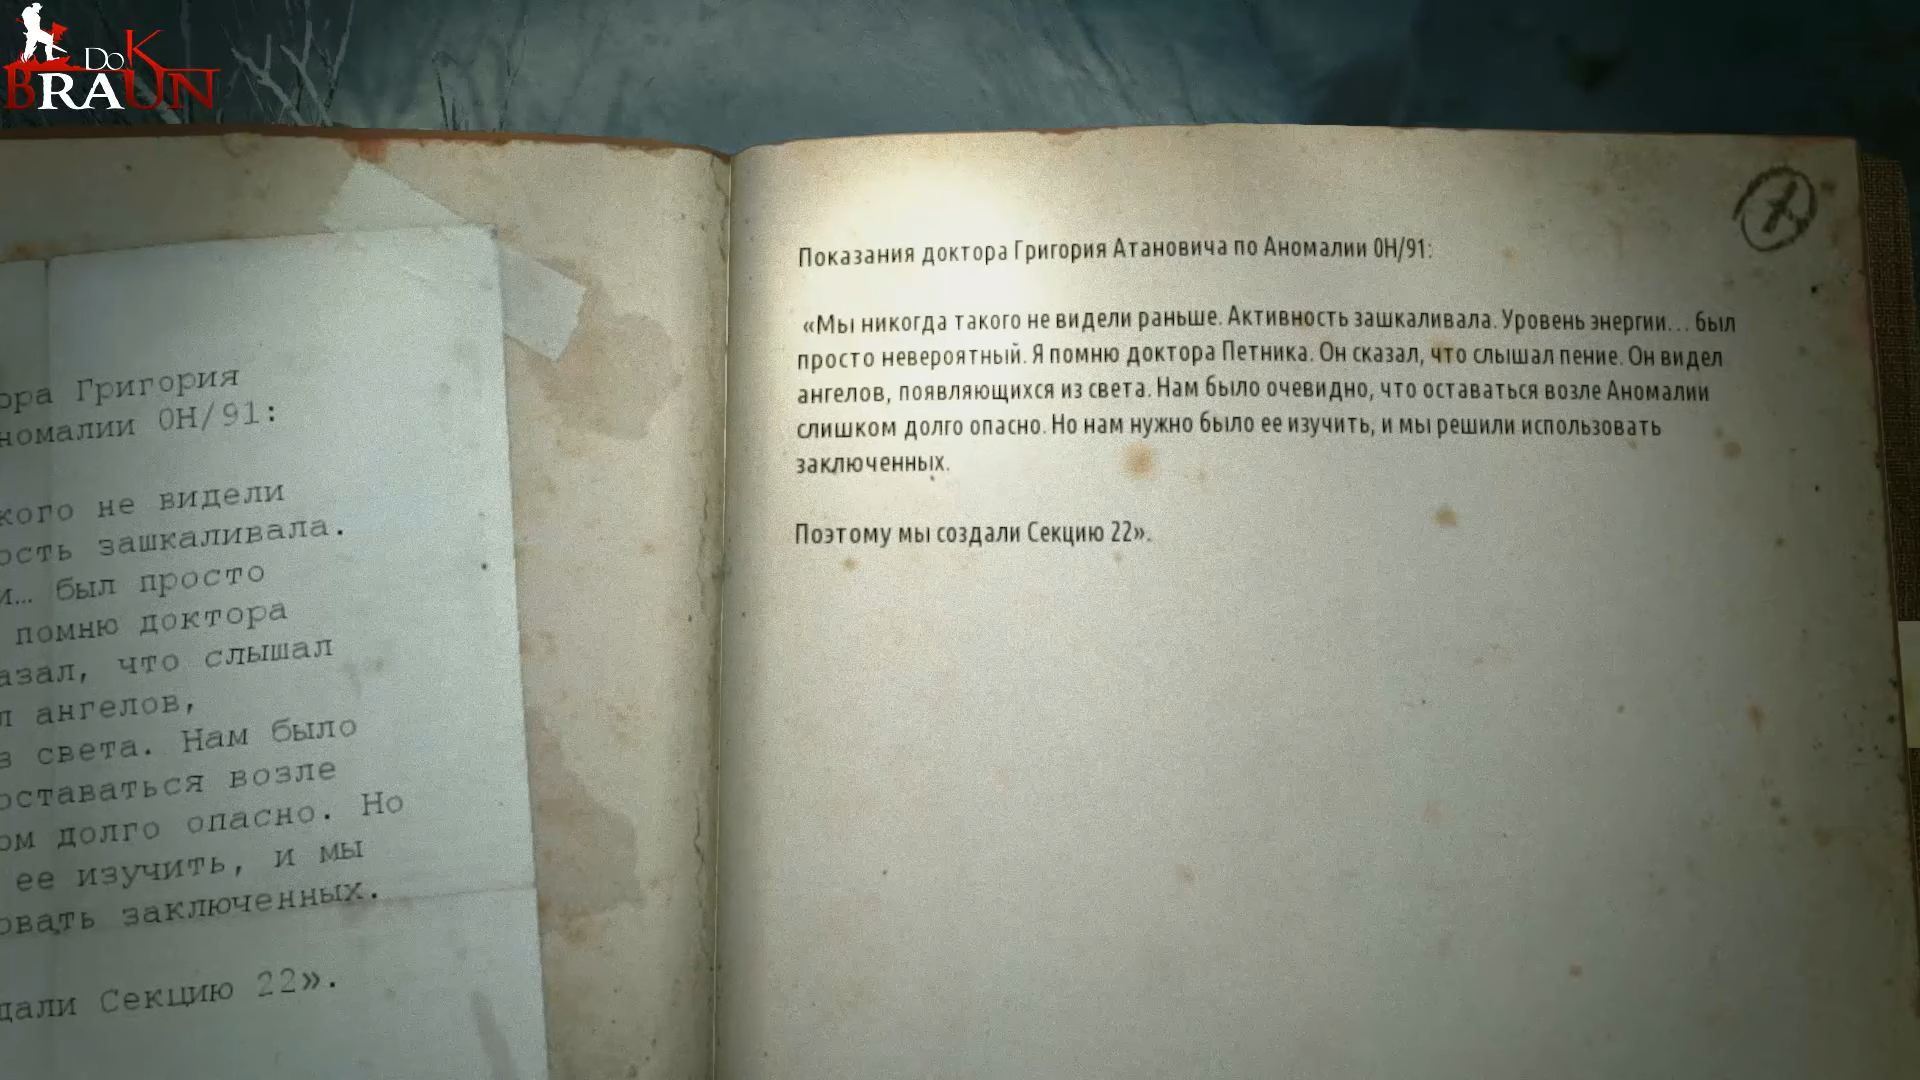 DoK
BRAUN
ора Григория
номалии 0Н/91:
кого не видели
ость зашкаливала.
и… был просто
помню доктора
азал, что слышал
л ангелов,
з света. Нам было
оставаться возле
ом долго опасно. Но
ее изучить, и мы
овать заключенных.
дали Секцию 22».
Показания доктора Григория Атановича по Аномалии 0Н/91:
«Мы никогда такого не видели раньше. Активность зашкаливала. Уровень энергии… был
просто невероятный. Я помню доктора Петника. Он сказал, что слышал пение. Он видел
ангелов, появляющихся из света. Нам было очевидно, что оставаться возле Аномалии
слишком долго опасно. Но нам нужно было ее изучить, и мы решили использовать
заключенных.
Поэтому мы создали Секцию 22».